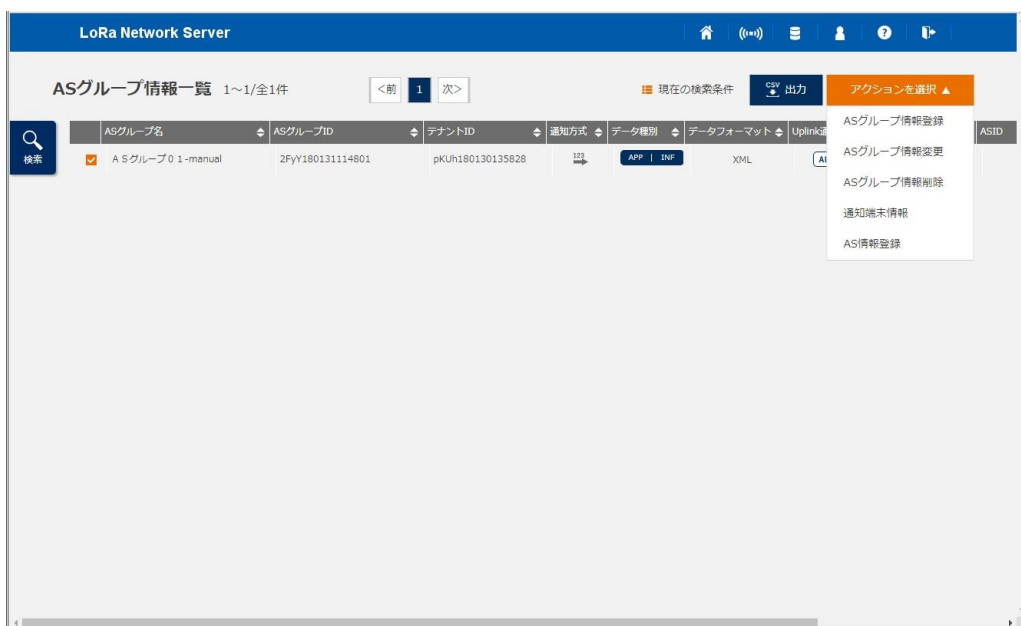 LoRa Network Server
ASグループ情報一覧 1~1/全1件 <前 1 次> 現在の検索条件 CSV 出力 アクションを選択 ▲
検索
ASグループ名 ASグループID テナントID 通知方式 データ種別 データフォーマット Uplink ASID
ASグループ01-manual 2FyY180131114801 pKUh180130135828 123 APP | INF XML
ASグループ情報登録
ASグループ情報変更
ASグループ情報削除
通知端末情報
AS情報登録